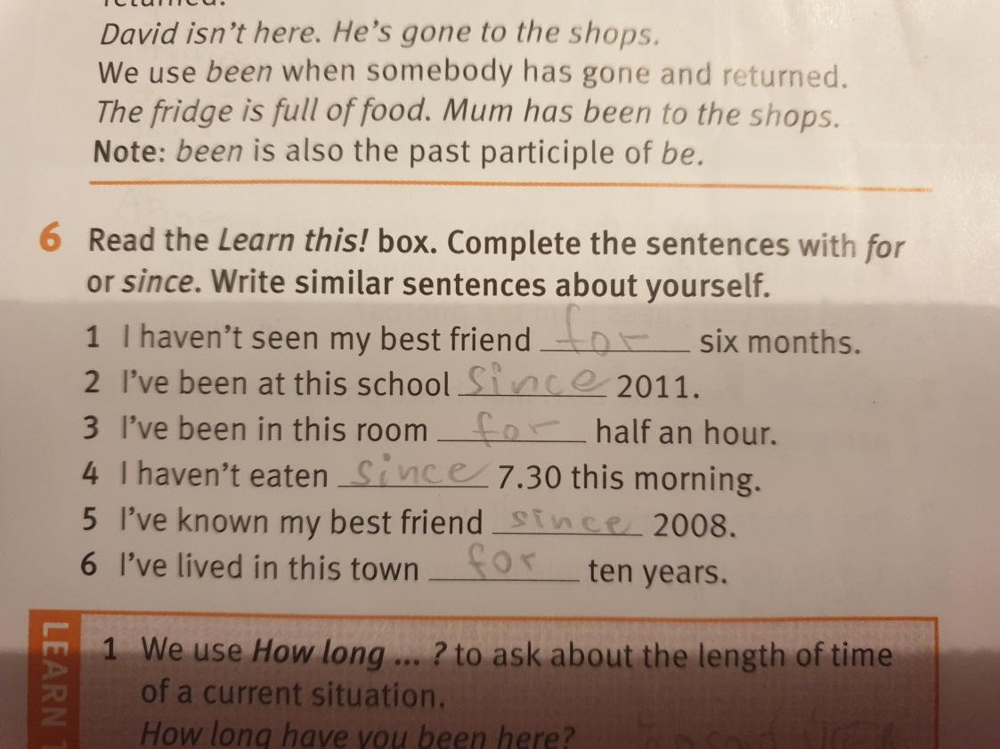 David isn't here. He's gone to the shops.
We use been when somebody has gone and returned.
The fridge is full of food. Mum has been to the shops.
Note: been is also the past participle of be.
6 Read the Learn this! box. Complete the sentences with for
or since. Write similar sentences about yourself.
1 I haven't seen my best friend for six months.
2 I've been at this school since 2011.
3 I've been in this room for half an hour.
4 I haven't eaten since 7.30 this morning.
5 I've known my best friend since 2008.
6 I've lived in this town for ten years.
LEARN
1 We use How long ... ? to ask about the length of time
of a current situation.
How long have you been here?